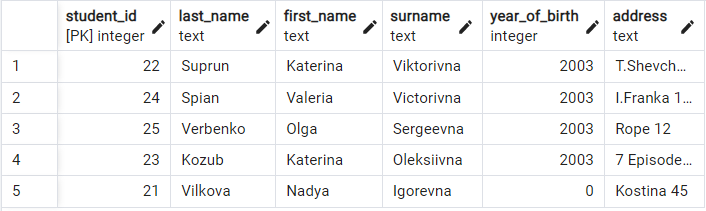 student_id last_name first_name surname year_of_birth address
[PK] integer text text text integer text
1 22 Suprun Katerina Viktorivna 2003 T.Shevch...
2 24 Spian Valeria Victorivna 2003 I.Franka 1...
3 25 Verbenko Olga Sergeevna 2003 Rope 12
4 23 Kozub Katerina Oleksiivna 2003 7 Episode...
5 21 Vilkova Nadya Igorevna 0 Kostina 45